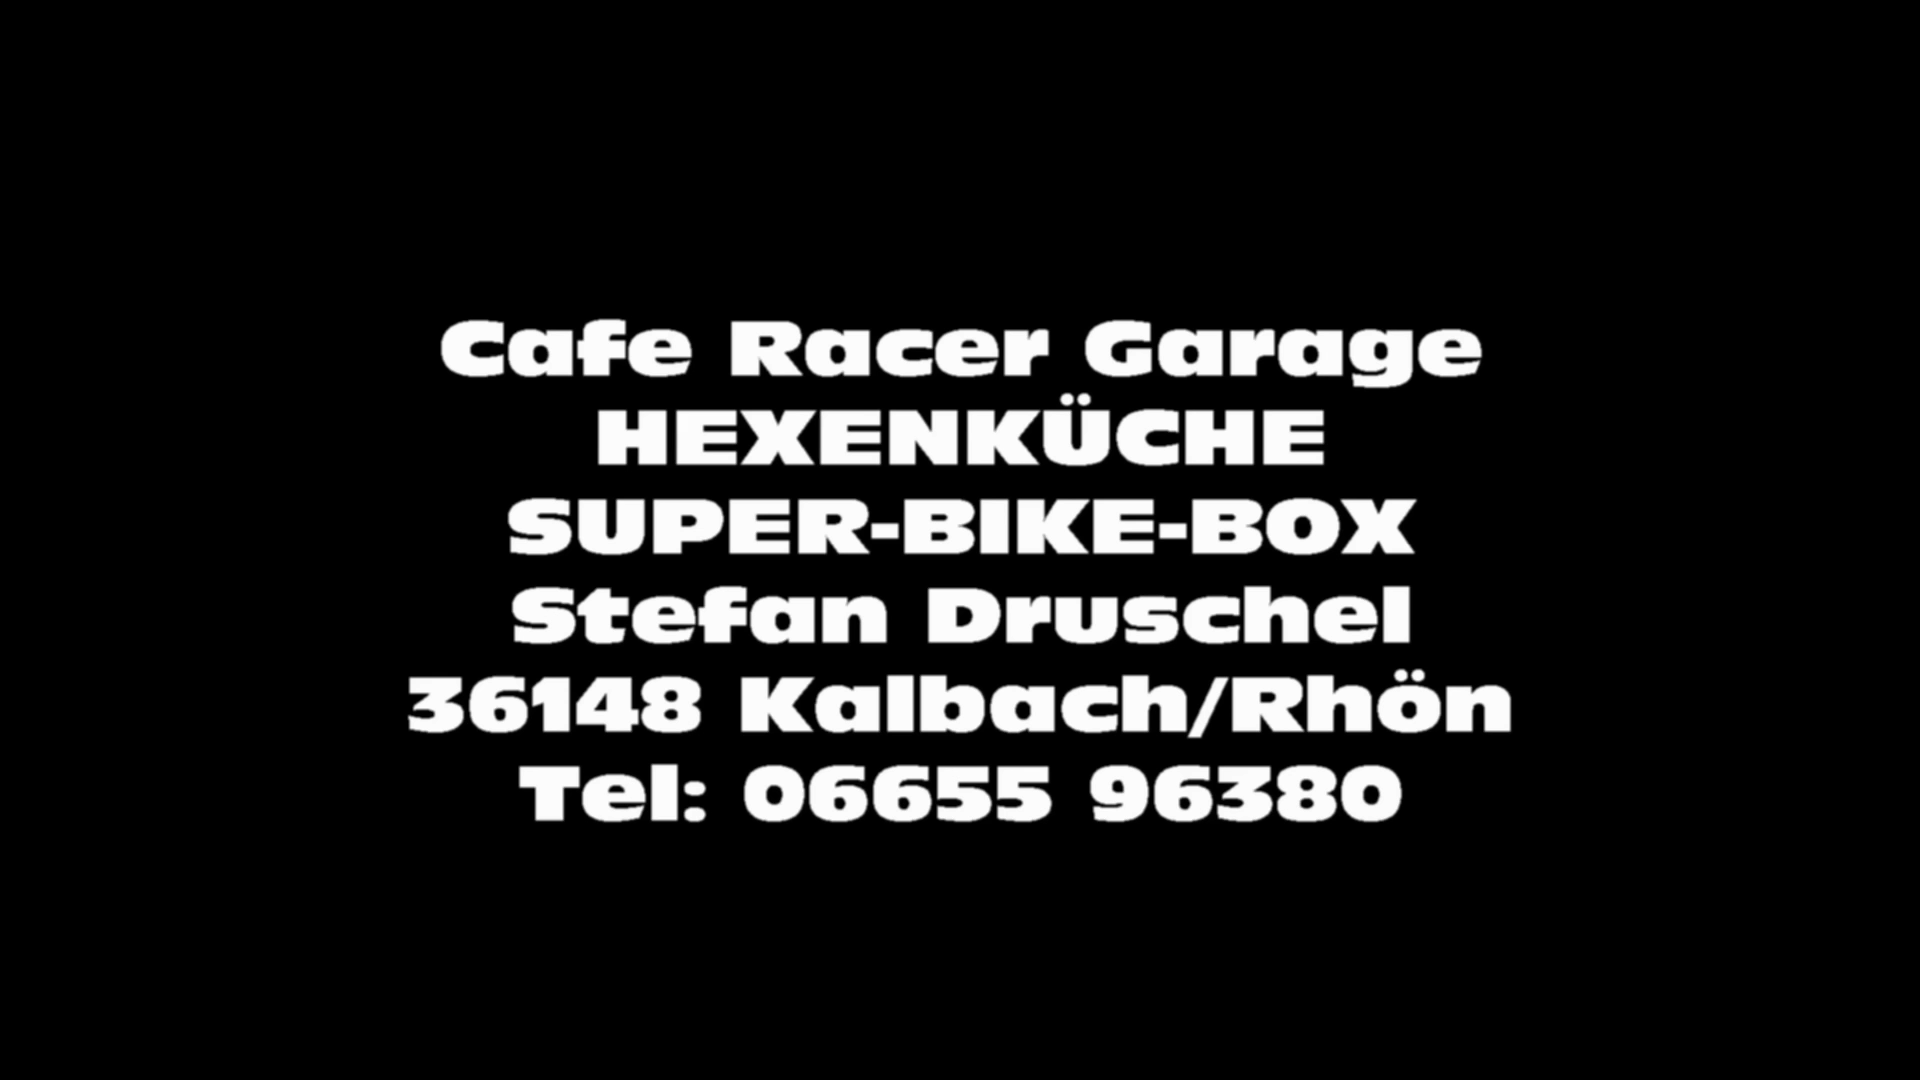 Cafe Racer Garage
HEXENKÜCHE
SUPER-BIKE-BOX
Stefan Druschel
36148 Kalbach/Rhön
Tel: 06655 96380